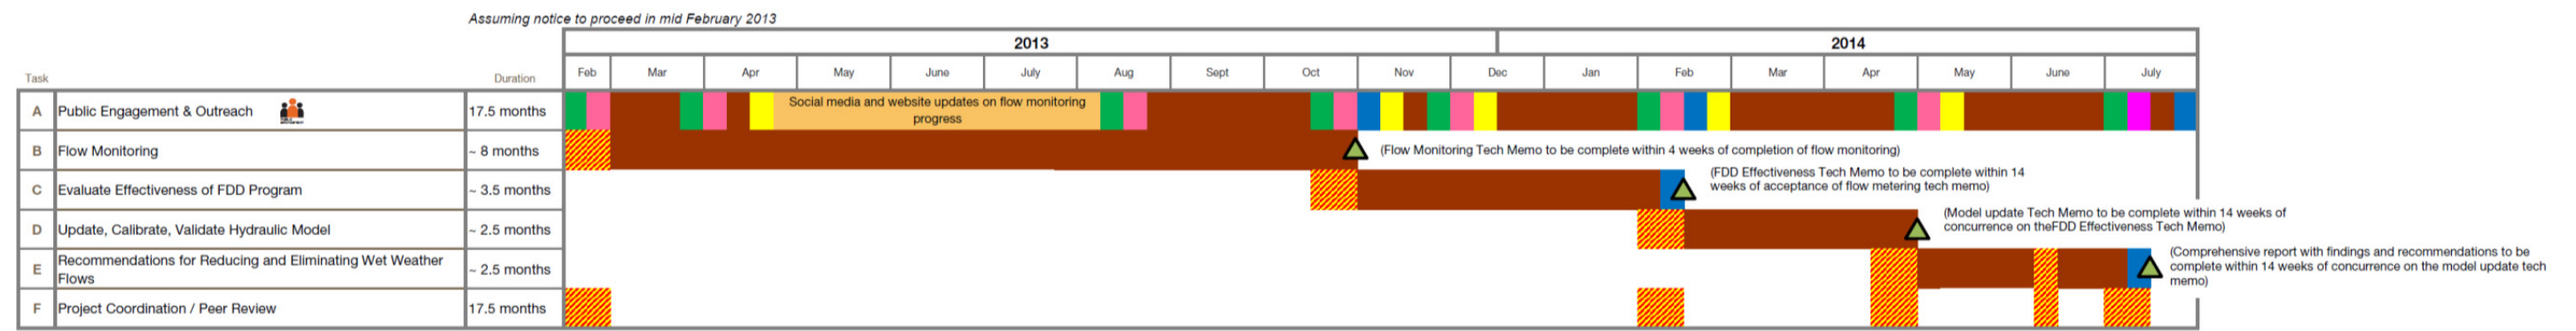 Assuming notice to proceed in mid February 2013
2013 2014
Task Duration Feb Mar Apr May June July Aug Sept Oct Nov Dec Jan Feb Mar Apr May June July
A Public Engagement & Outreach 17.5 months
Social media and website updates on flow monitoring
progress
B Flow Monitoring ~ 8 months (Flow Monitoring Tech Memo to be complete within 4 weeks of completion of flow monitoring)
C Evaluate Effectiveness of FDD Program ~ 3.5 months
(FDD Effectiveness Tech Memo to be complete within 14
weeks of acceptance of flow metering tech memo)
D Update, Calibrate, Validate Hydraulic Model ~ 2.5 months
(Model update Tech Memo to be complete within 14 weeks of
concurrence on theFDD Effectiveness Tech Memo)
E Recommendations for Reducing and Eliminating Wet Weather
Flows
~ 2.5 months
(Comprehensive report with findings and recommendations to be
complete within 14 weeks of concurrence on the model update tech
memo)
F Project Coordination / Peer Review 17.5 months